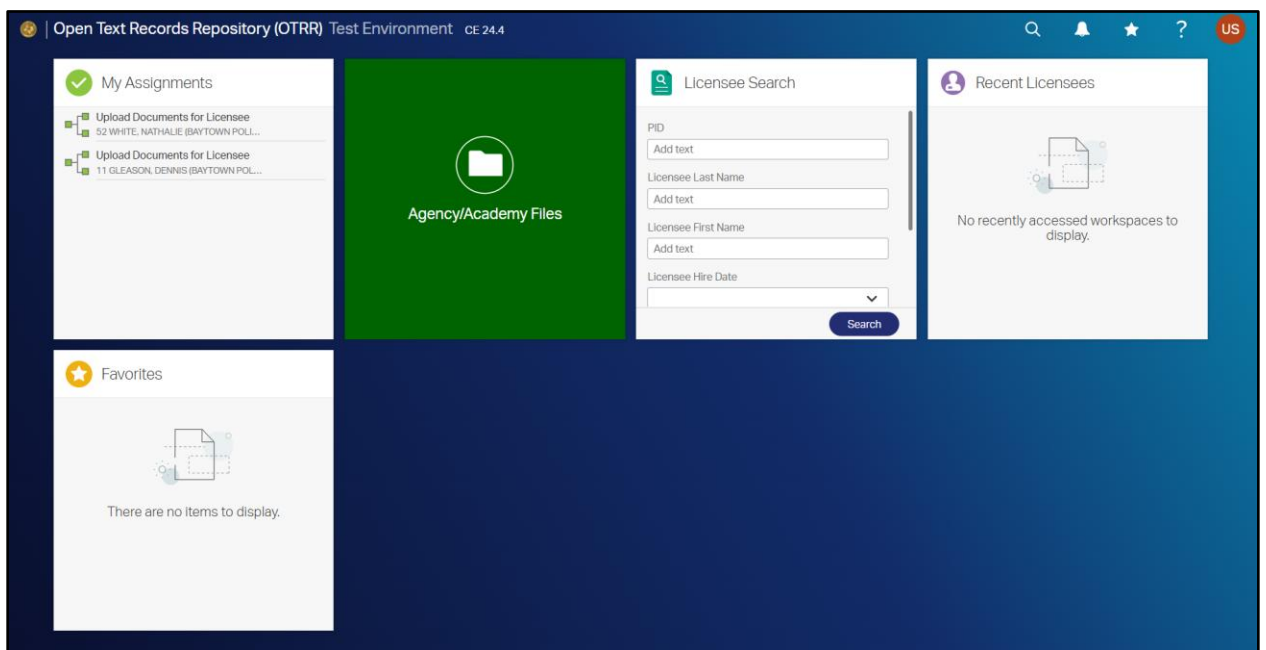 Open Text Records Repository (OTRR) Test Environment CE 24.4
?
US
My Assignments
Upload Documents for Licensee
52 WHITE, NATHALIE (BAYTOWN POLI...
Upload Documents for Licensee
11 GLEASON, DENNIS (BAYTOWN POL...
Agency/Academy Files
Licensee Search
PID
Add text
Licensee Last Name
Add text
Licensee First Name
Add text
Licensee Hire Date
Search
Recent Licensees
No recently accessed workspaces to
display.
Favorites
There are no items to display.